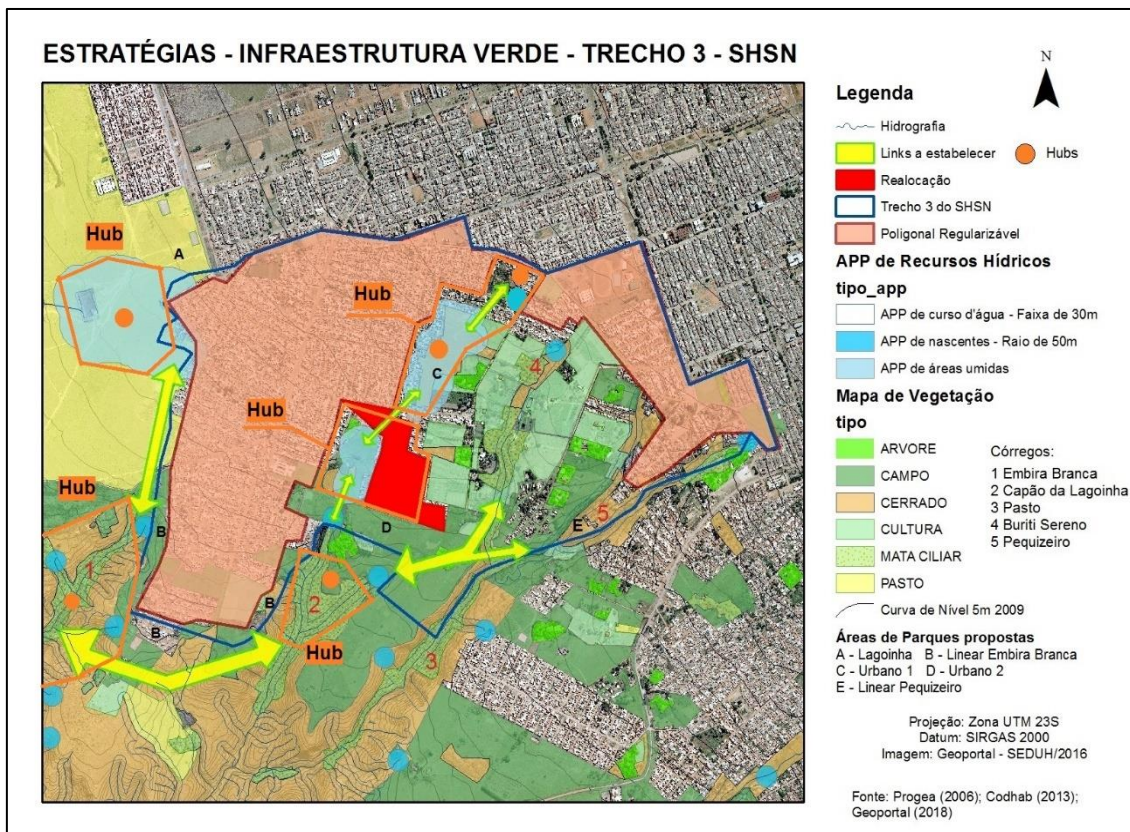 ESTRATÉGIAS - INFRAESTRUTURA VERDE - TRECHO 3 - SHSN
N
Hub
A
Hub
Hub
C
4
Hub
B
1
D
E
5
2
B
B
Hub
3
Legenda
Hidrografia
Links a estabelecer
Hubs
Realocação
Trecho 3 do SHSN
Poligonal Regularizável
APP de Recursos Hídricos
tipo_app
APP de curso d'água - Faixa de 30m
APP de nascentes - Raio de 50m
APP de áreas umidas
Mapa de Vegetação
tipo
ARVORE
CAMPO
CERRADO
CULTURA
MATA CILIAR
PASTO
Córregos:
1 Embira Branca
2 Capão da Lagoinha
3 Pasto
4 Buriti Sereno
5 Pequizeiro
Curva de Nível 5m 2009
Áreas de Parques propostas
A - Lagoinha B - Linear Embira Branca
C - Urbano 1 D - Urbano 2
E - Linear Pequizeiro
Projeção: Zona UTM 23S
Datum: SIRGAS 2000
Imagem: Geoportal - SEDUH/2016
Fonte: Progea (2006); Codhab (2013);
Geoportal (2018)